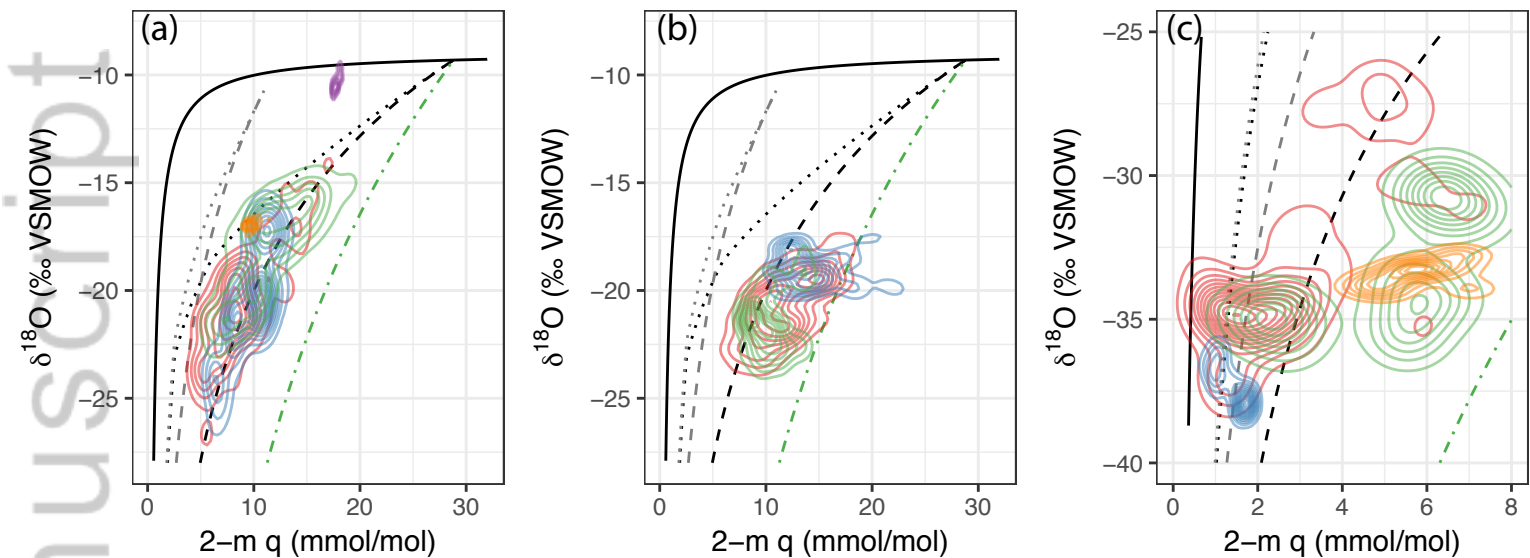 nuscript
(a)
δ18O (‰ VSMOW)
−10
−15
−20
−25
0 10 20 30
2−m q (mmol/mol)
(b)
δ18O (‰ VSMOW)
−10
−15
−20
−25
0 10 20 30
2−m q (mmol/mol)
(c)
δ18O (‰ VSMOW)
−25
−30
−35
−40
0 2 4 6 8
2−m q (mmol/mol)